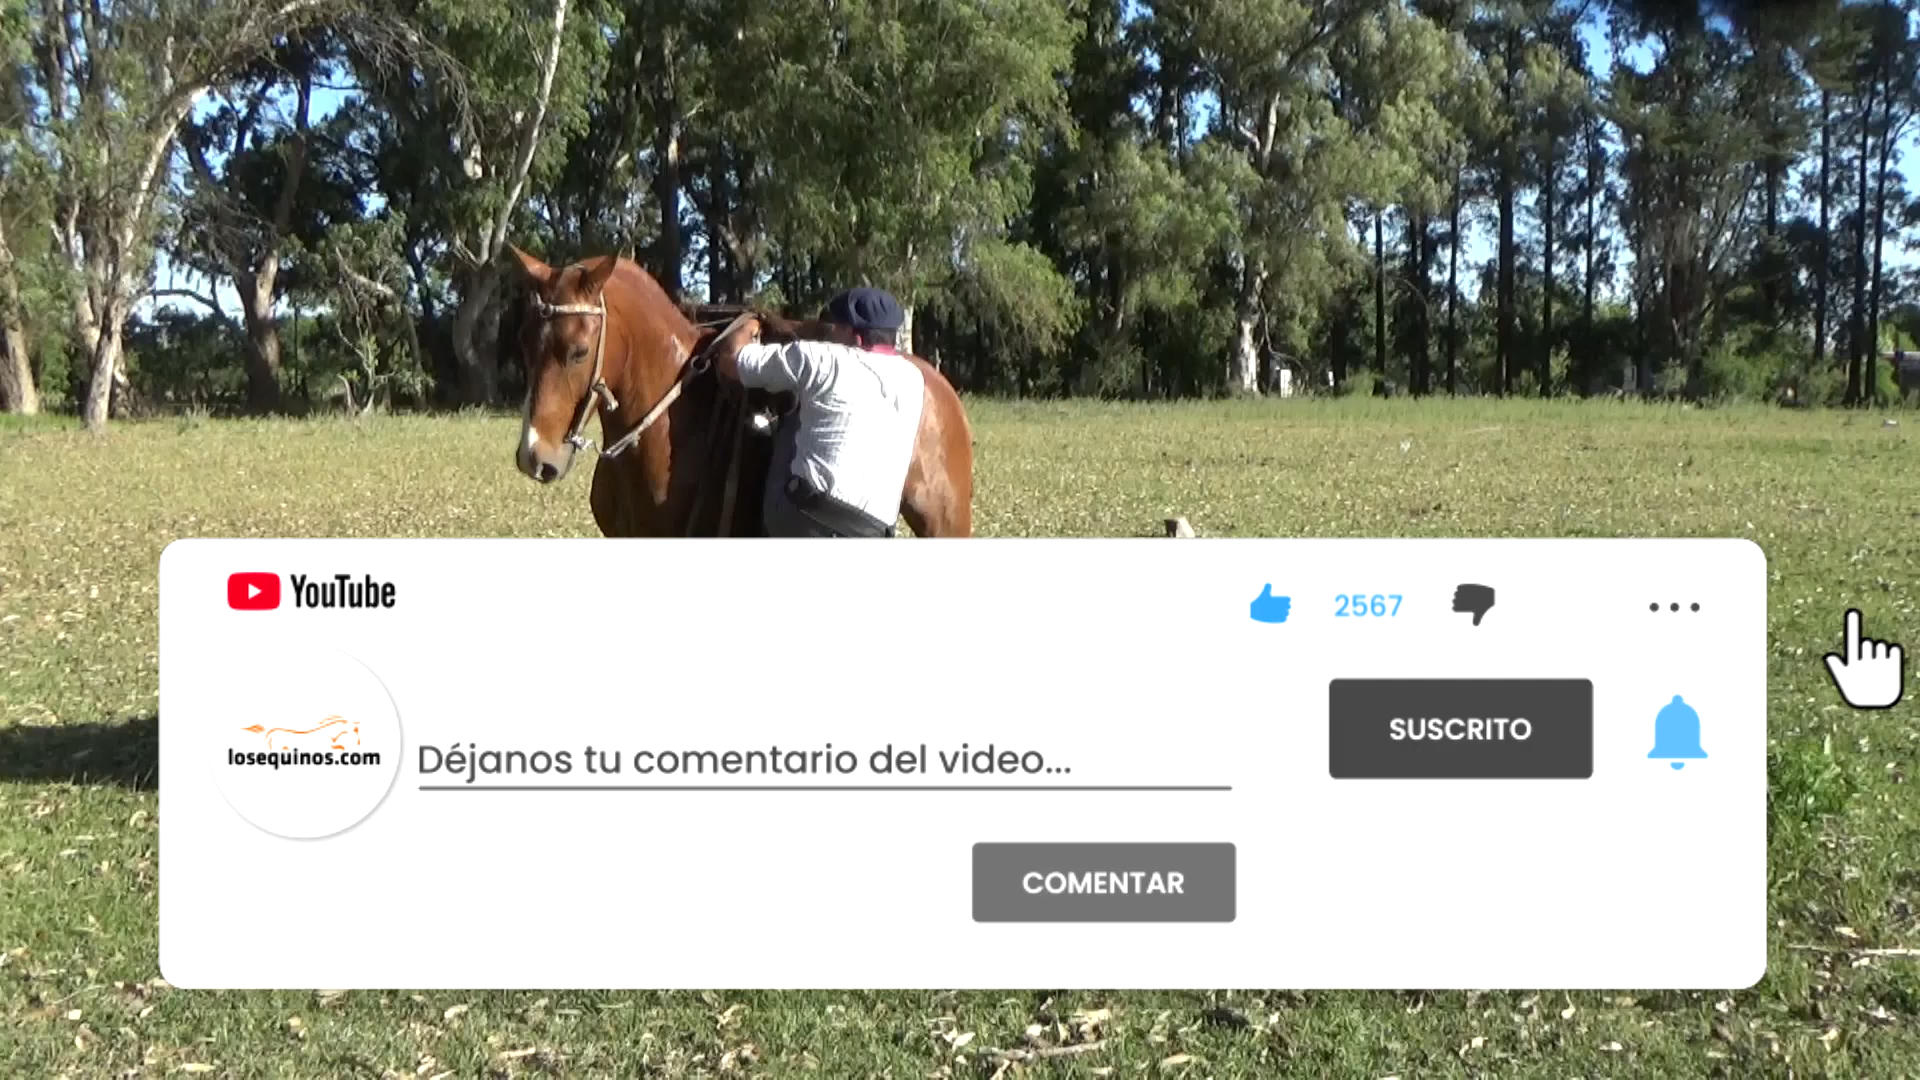 YouTube
2567
losequinos.com
Déjanos tu comentario del video...
SUSCRITO
COMENTAR